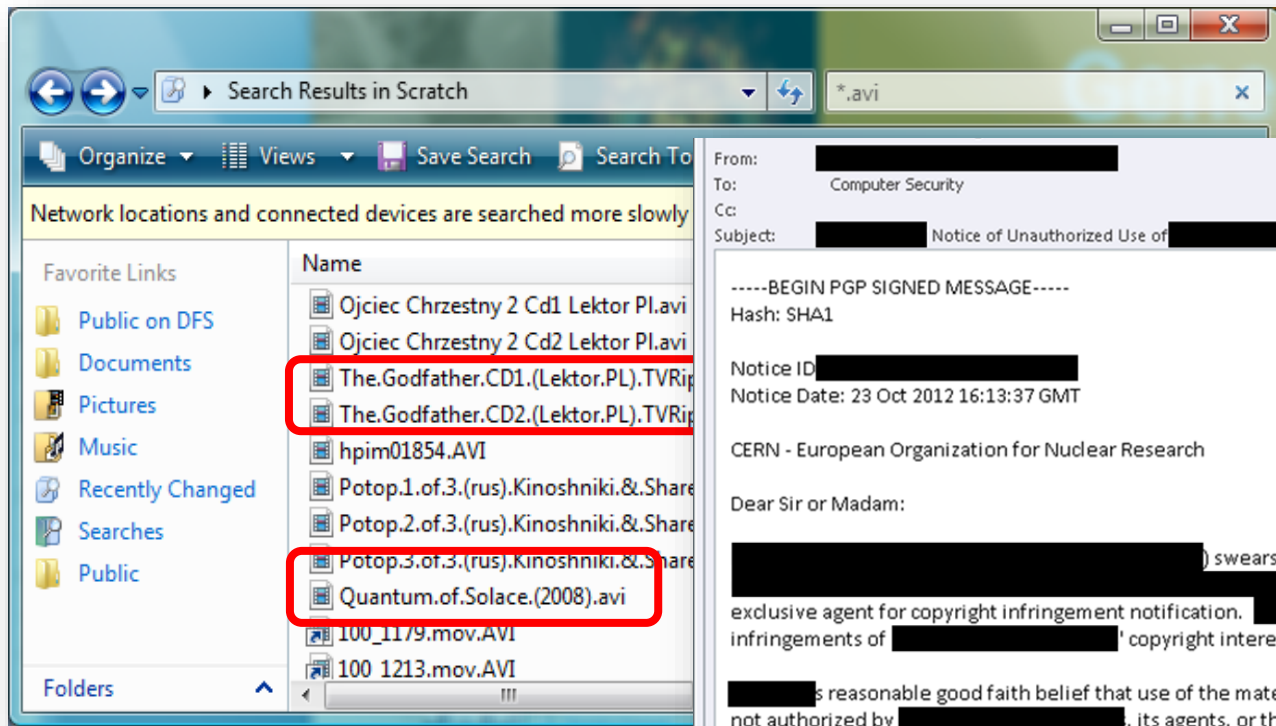 Search Results in Scratch
*.avi
Organize
Views
Save Search
Search To
Network locations and connected devices are searched more slowly
Favorite Links
Public on DFS
Documents
Pictures
Music
Recently Changed
Searches
Public
Folders
Name
Ojciec Chrzestny 2 Cd1 Lektor Pl.avi
Ojciec Chrzestny 2 Cd2 Lektor Pl.avi
The.Godfather.CD1.(Lektor.PL).TVRip
The.Godfather.CD2.(Lektor.PL).TVRip
hpim01854.AVI
Potop.1.of.3.(rus).Kinoshniki.&.Share
Potop.2.of.3.(rus).Kinoshniki.&.Share
Potop.3.of.3.(rus).Kinoshniki.&.Share
Quantum.of.Solace.(2008).avi
100_1179.mov.AVI
100_1213.mov.AVI
From:
To: Computer Security
Cc:
Subject: Notice of Unauthorized Use of
-----BEGIN PGP SIGNED MESSAGE-----
Hash: SHA1
Notice ID
Notice Date: 23 Oct 2012 16:13:37 GMT
CERN - European Organization for Nuclear Research
Dear Sir or Madam:
) swears
exclusive agent for copyright infringement notification.
infringements of ' copyright intere
s reasonable good faith belief that use of the mate
not authorized by , its agents, or th